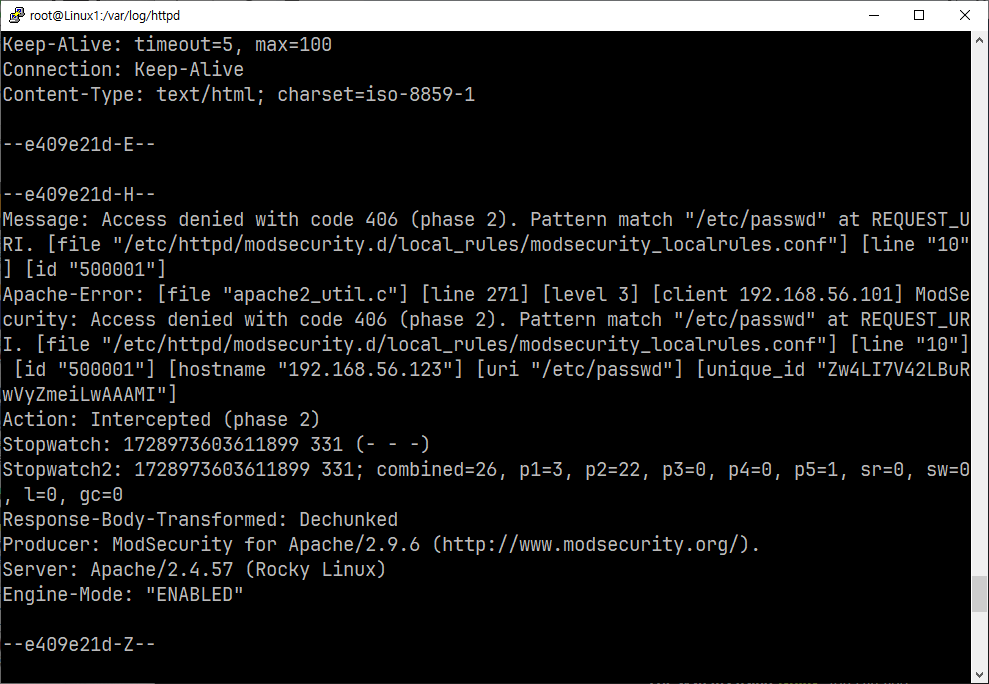 root@Linux1:/var/log/httpd
Keep-Alive: timeout=5, max=100
Connection: Keep-Alive
Content-Type: text/html; charset=iso-8859-1
--e409e21d-E--
--e409e21d-H--
Message: Access denied with code 406 (phase 2). Pattern match "/etc/passwd" at REQUEST_U
RI. [file "/etc/httpd/modsecurity.d/local_rules/modsecurity_localrules.conf"] [line "10"
] [id "500001"]
Apache-Error: [file "apache2_util.c"] [line 271] [level 3] [client 192.168.56.101] ModSe
curity: Access denied with code 406 (phase 2). Pattern match "/etc/passwd" at REQUEST_UR
I. [file "/etc/httpd/modsecurity.d/local_rules/modsecurity_localrules.conf"] [line "10"]
 [id "500001"] [hostname "192.168.56.123"] [uri "/etc/passwd"] [unique_id "Zw4LI7V42LBuR
wVyZmeiLwAAAMI"]
Action: Intercepted (phase 2)
Stopwatch: 1728973603611899 331 (- - -)
Stopwatch2: 1728973603611899 331; combined=26, p1=3, p2=22, p3=0, p4=0, p5=1, sr=0, sw=0
, l=0, gc=0
Response-Body-Transformed: Dechunked
Producer: ModSecurity for Apache/2.9.6 (http://www.modsecurity.org/).
Server: Apache/2.4.57 (Rocky Linux)
Engine-Mode: "ENABLED"
--e409e21d-Z--